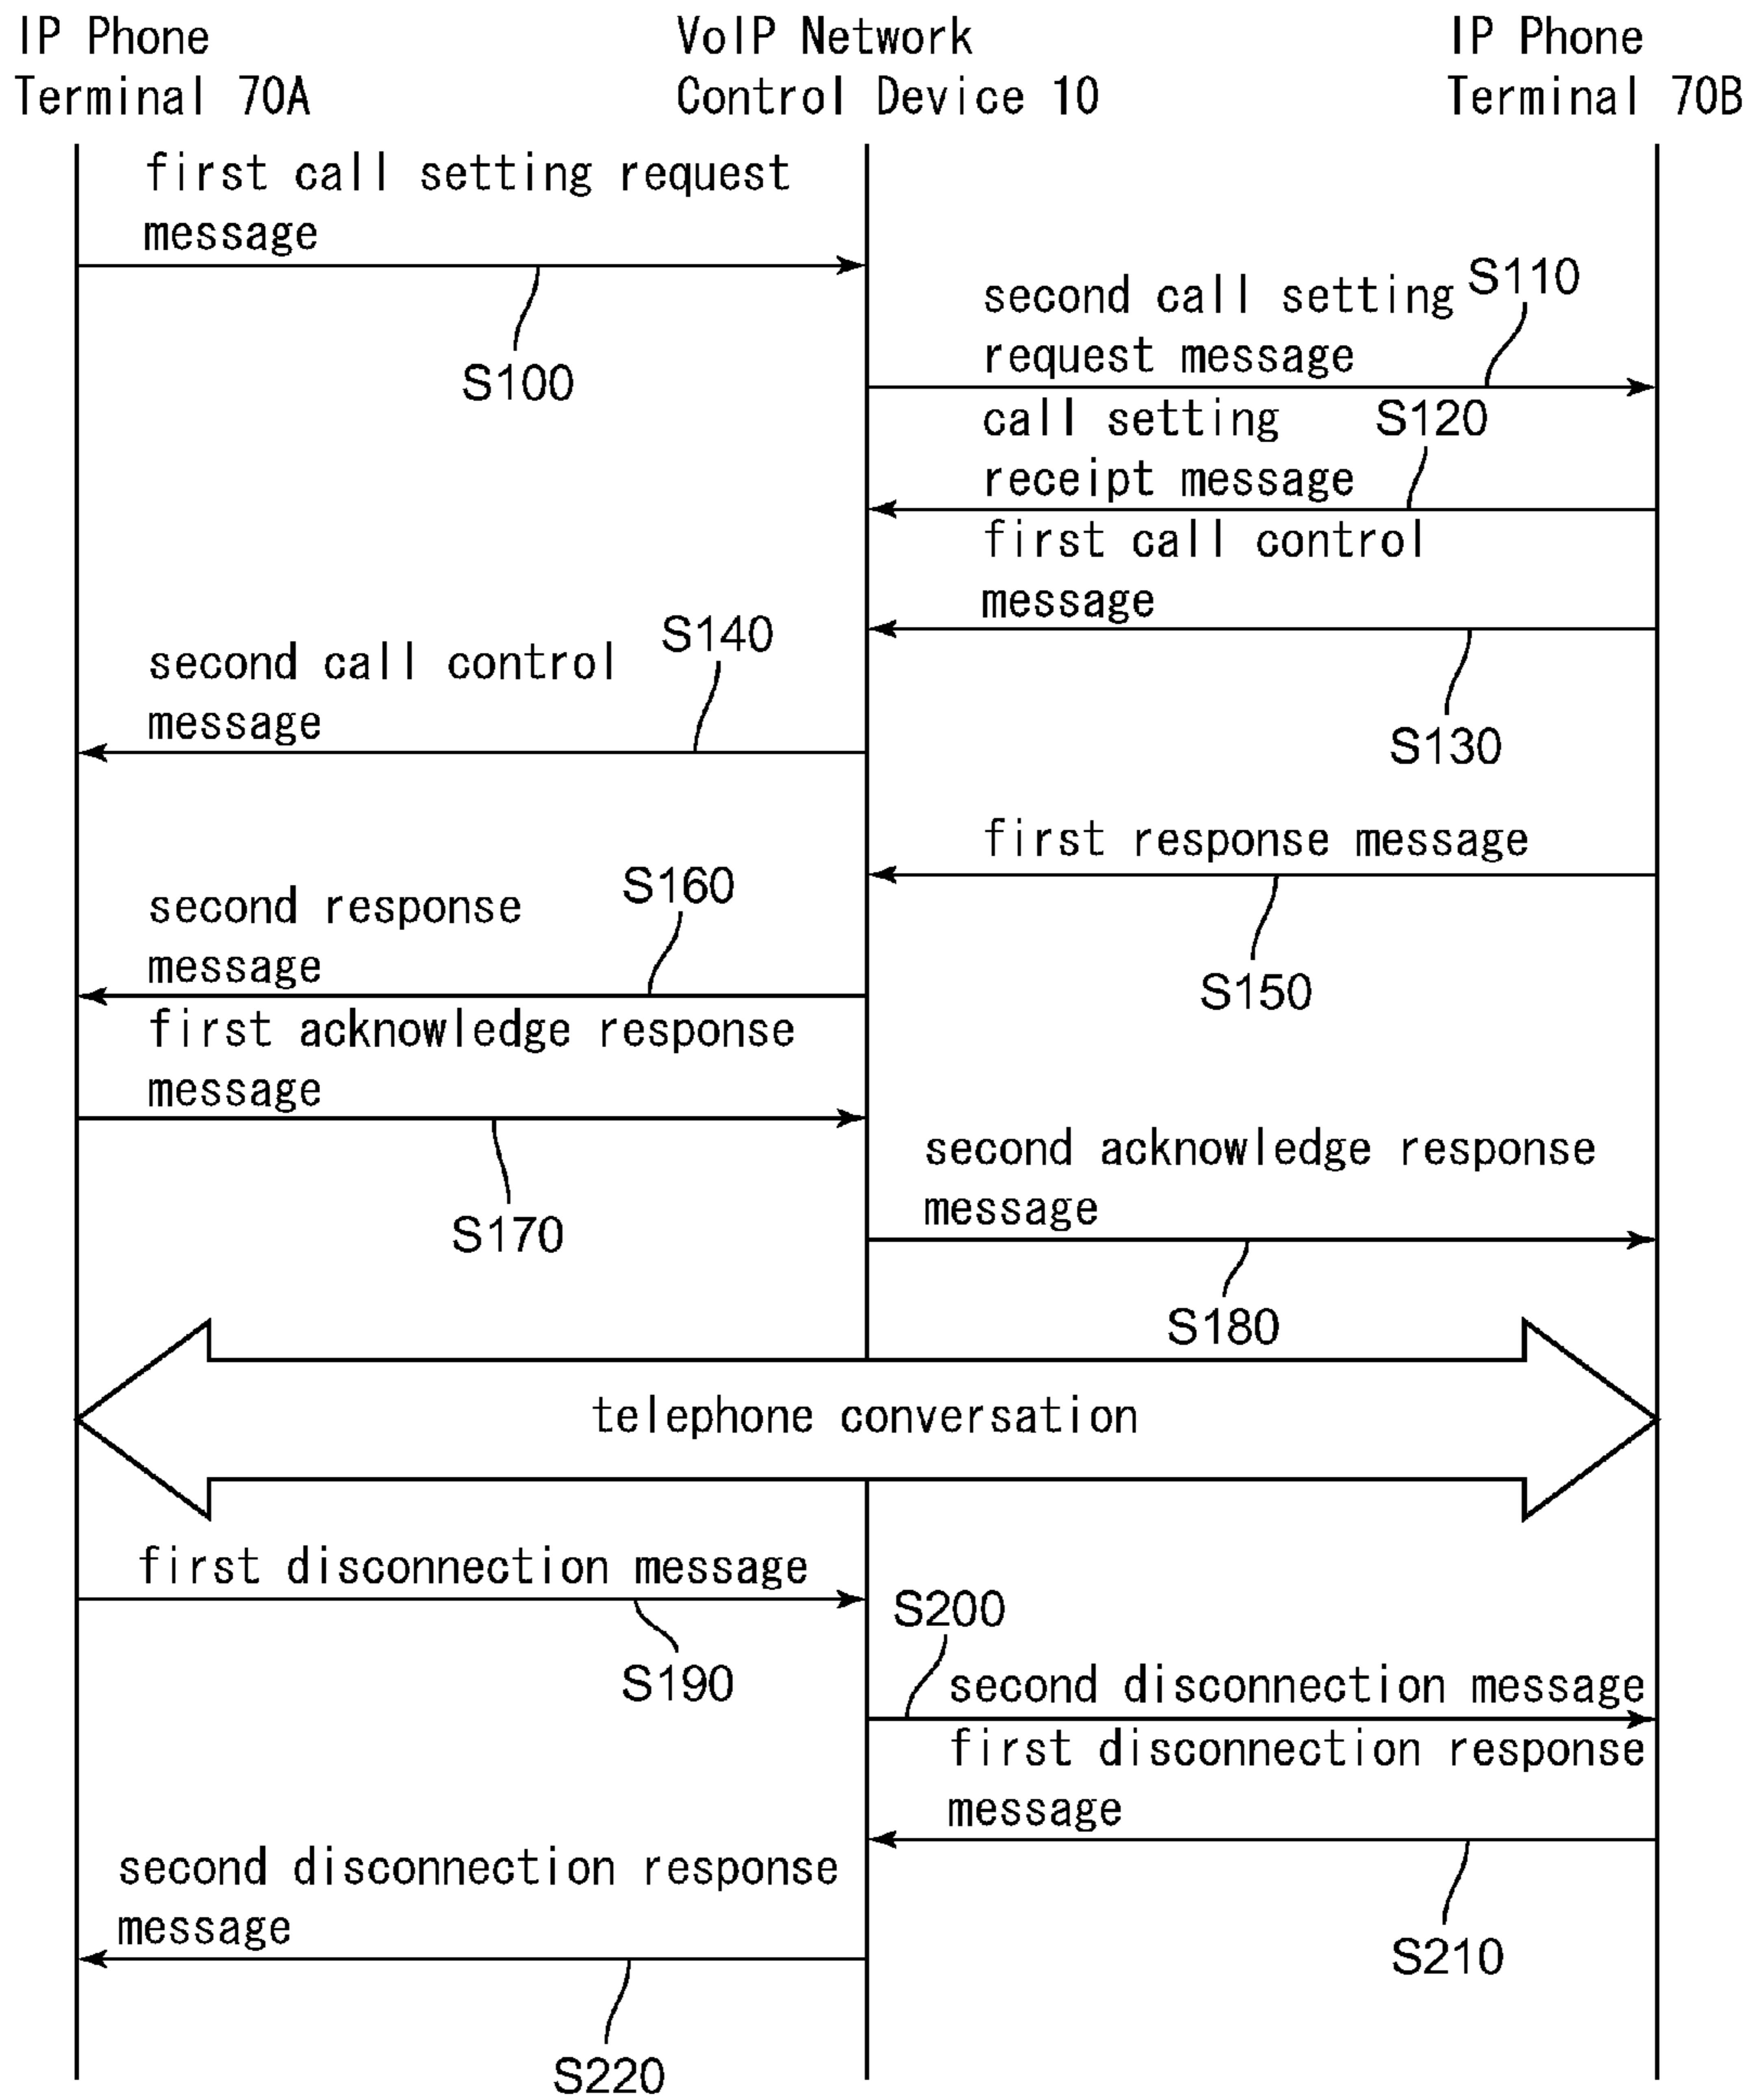 IP Phone
Terminal 70A
VoIP Network
Control Device 10
IP Phone
Terminal 70B
first call setting request
message
S100
second call setting
request message
S110
call setting
receipt message
S120
first call control
message
S130
second call control
message
S140
first response message
S150
second response
message
S160
first acknowledge response
message
S170
second acknowledge response
message
S180
telephone conversation
first disconnection message
S190
S200
second disconnection message
first disconnection response
message
S210
second disconnection response
message
S220